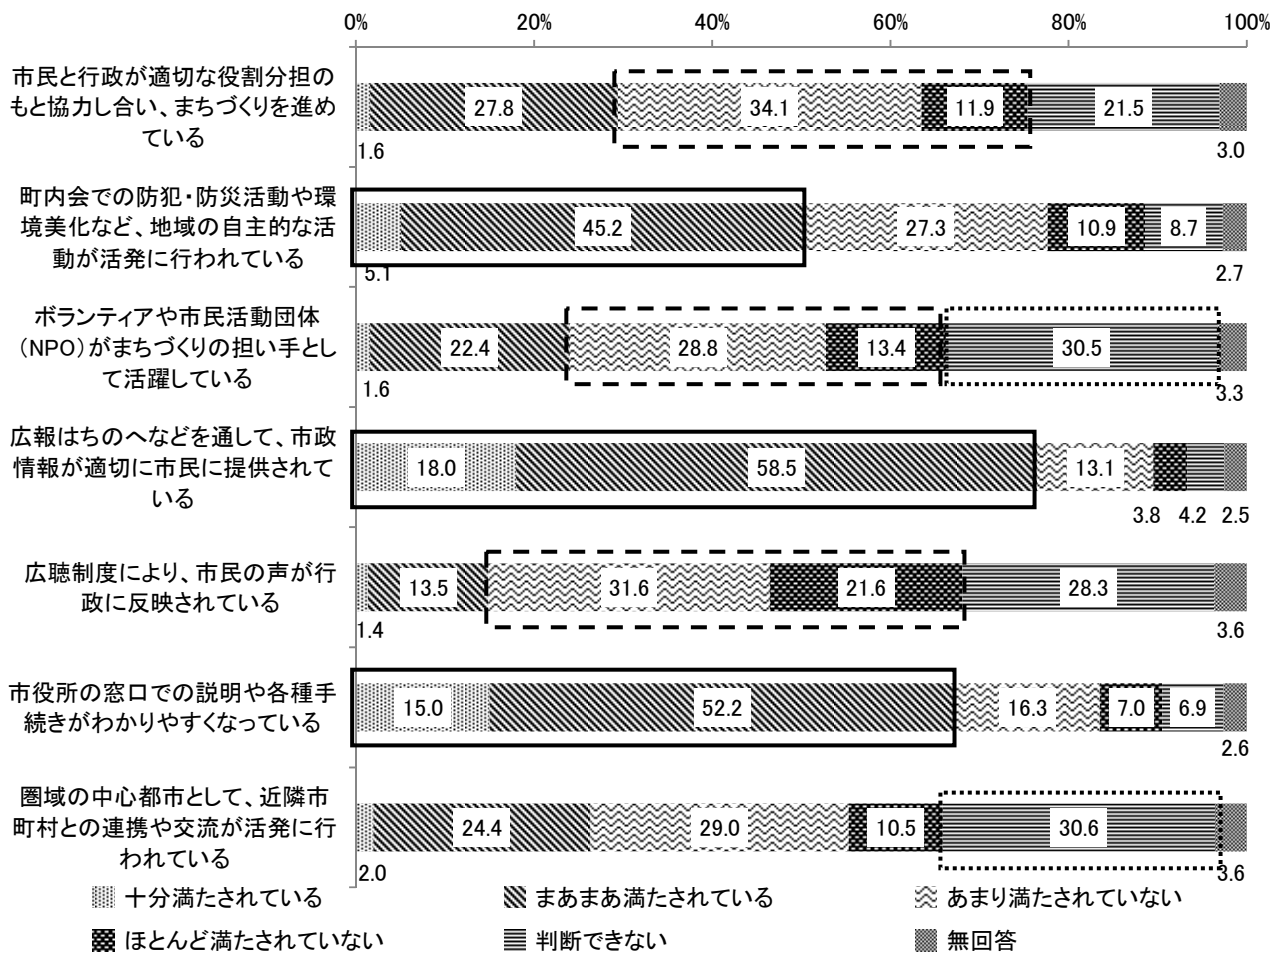 0% 20% 40% 60% 80% 100%
市民と行政が適切な役割分担の
もと協力し合い、まちづくりを進め
ている
27.8 34.1 11.9 21.5
1.6 3.0
町内会での防犯・防災活動や環
境美化など、地域の自主的な活
動が活発に行われている
45.2 27.3 10.9 8.7
5.1 2.7
ボランティアや市民活動団体
（NPO）がまちづくりの担い手とし
て活躍している
22.4 28.8 13.4 30.5
1.6 3.3
広報はちのへなどを通して、市政
情報が適切に市民に提供されて
いる
18.0 58.5 13.1
3.8 4.2 2.5
広聴制度により、市民の声が行
政に反映されている
13.5 31.6 21.6 28.3
1.4 3.6
市役所の窓口での説明や各種手
続きがわかりやすくなっている
15.0 52.2 16.3 7.0 6.9
2.6
圏域の中心都市として、近隣市
町村との連携や交流が活発に行
われている
24.4 29.0 10.5 30.6
2.0 3.6
十分満たされている まあまあ満たされている あまり満たされていない
ほとんど満たされていない 判断できない 無回答